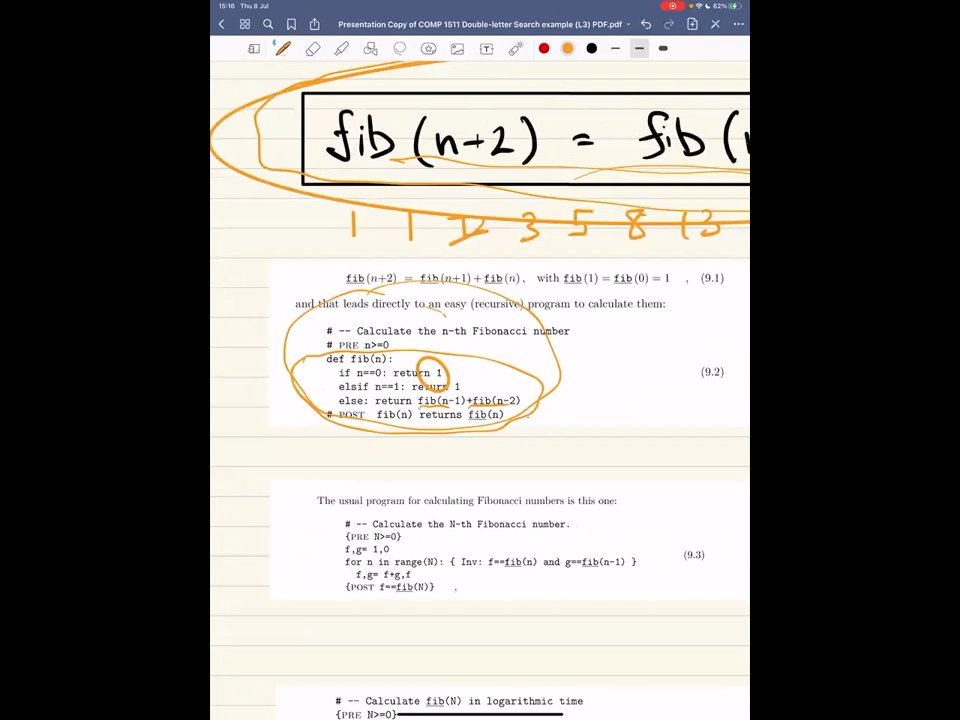 15:16 Thu 8 Jul
62%
Presentation Copy of COMP 1511 Double-letter Search example (L3) PDF.pdf
fib (n+2) = fib (
1 1 2 3 5 8 13
fib(n+2) = fib(n+1)+fib(n), with fib(1) = fib(0) = 1 , (9.1)
and that leads directly to an easy (recursive) program to calculate them:
# -- Calculate the n-th Fibonacci number
# PRE n>=0
def fib(n):
if n==0: return 1
elsif n==1: return 1
else: return fib(n-1)+fib(n-2)
# POST fib(n) returns fib(n)
(9.2)
The usual program for calculating Fibonacci numbers is this one:
# -- Calculate the N-th Fibonacci number.
{PRE N>=0}
f,g= 1,0
for n in range(N): { Inv: f==fib(n) and g==fib(n-1) }
f,g= f+g,f
{POST f==fib(N)} ,
(9.3)
# -- Calculate fib(N) in logarithmic time
{PRE N>=0}